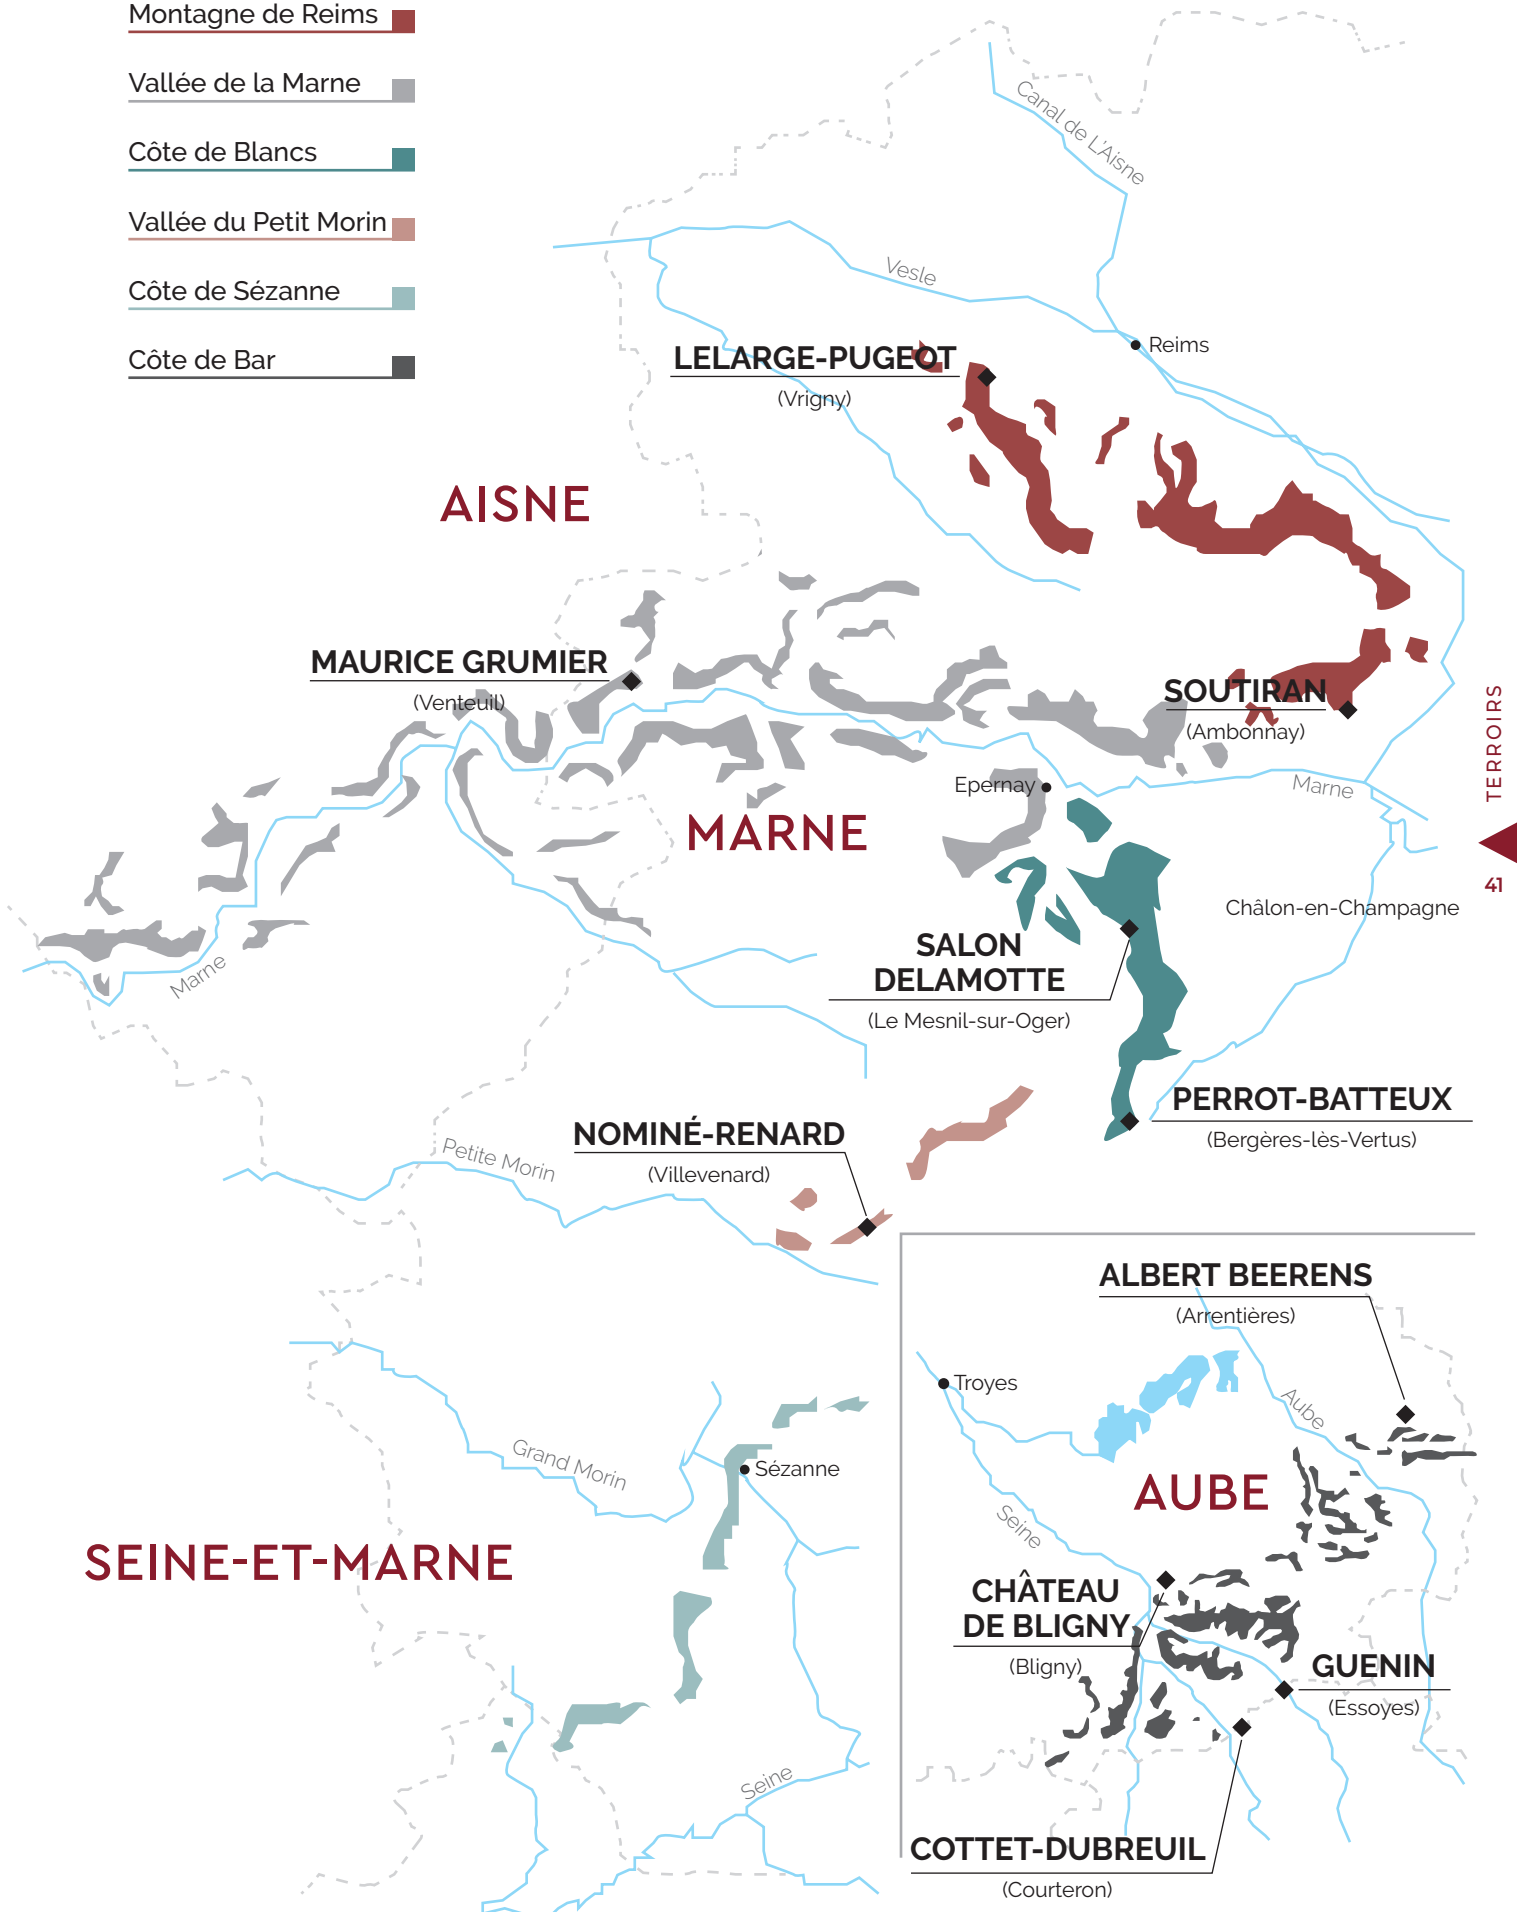 Montagne de Reims
Vallée de la Marne
Côte de Blancs
Vallée du Petit Morin
Côte de Sézanne
Côte de Bar
Canal de L'Aisne
Vesle
Reims
LELARGE-PUGEOT
(Vrigny)
AISNE
MAURICE GRUMIER
(Venteuil)
SOUTIRAN
(Ambonnay)
TERROIRS
41
Epernay
Marne
MARNE
Châlon-en-Champagne
SALON
DELAMOTTE
(Le Mesnil-sur-Oger)
Marne
PERROT-BATTEUX
(Bergères-lès-Vertus)
NOMINÉ-RENARD
(Villevenard)
Petite Morin
ALBERT BEERENS
(Arrentières)
Troyes
Aube
Grand Morin
Sézanne
AUBE
Seine
SEINE-ET-MARNE
CHÂTEAU
DE BLIGNY
(Bligny)
GUENIN
(Essoyes)
Seine
COTTET-DUBREUIL
(Courteron)